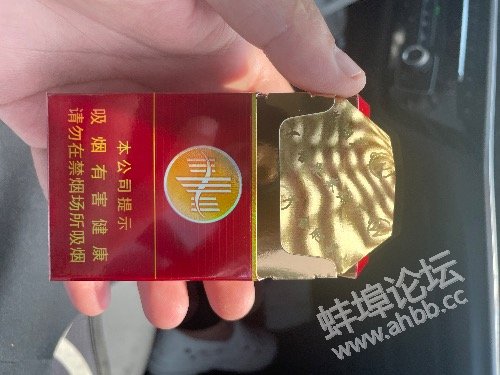 本公司提示
吸烟有害健康
请勿在禁烟场所吸烟
蚌埠论坛
www.ahbb.cc